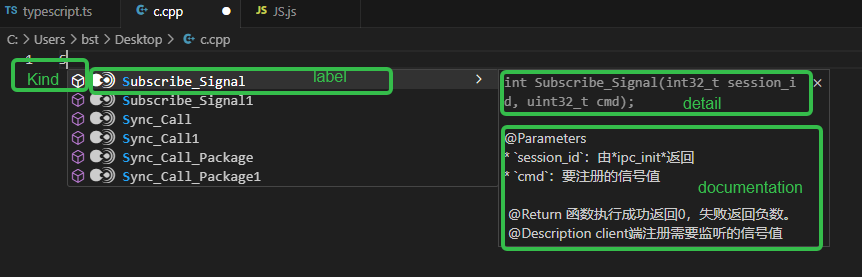 TS typescript.ts
c.cpp
JS JS.js
C: > Users > bst > Desktop > c.cpp
1 S
Kind
Subscribe_Signal
label
Subscribe_Signal1
Sync_Call
Sync_Call1
Sync_Call_Package
Sync_Call_Package1
int Subscribe_Signal(int32_t session_i
d, uint32_t cmd);
detail
@Parameters
* `session_id`: 由*ipc_init*返回
* `cmd`: 要注册的信号值
documentation
@Return 函数执行成功返回0，失败返回负数。
@Description client端注册需要监听的信号值